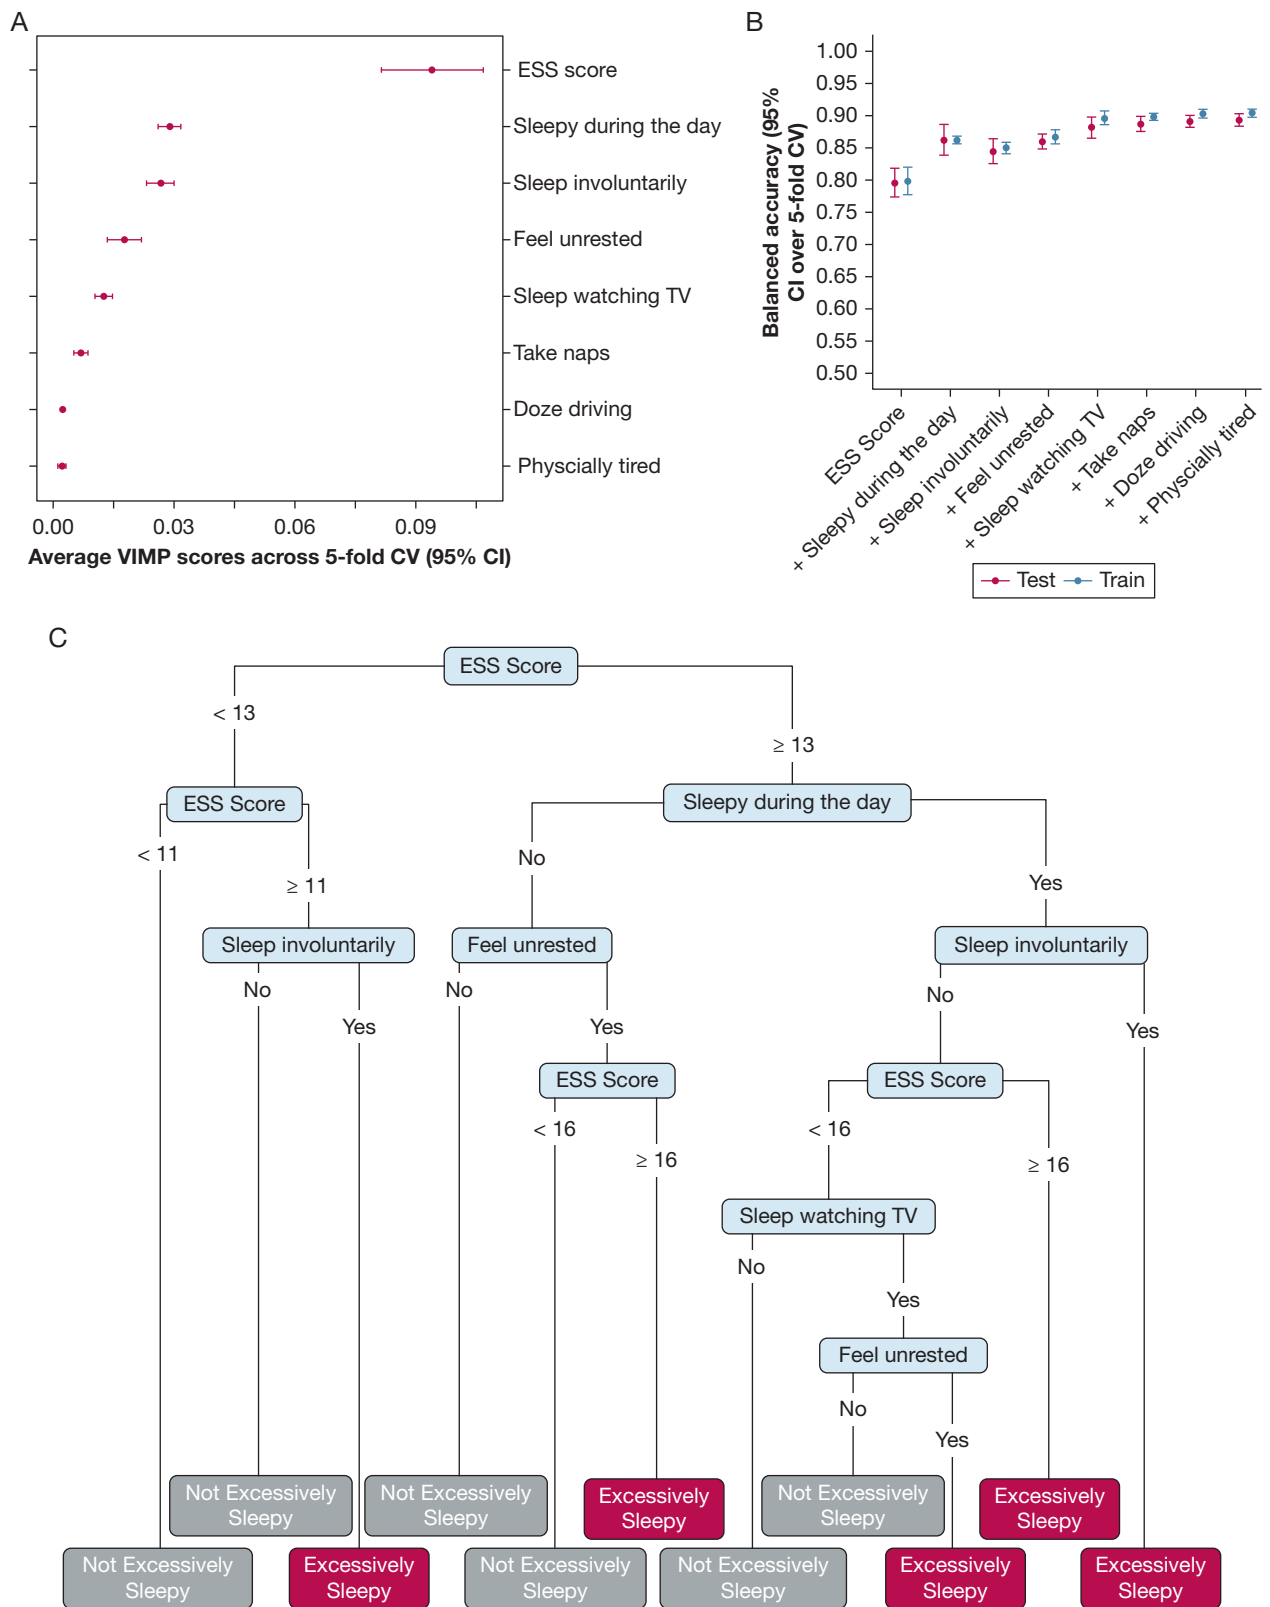 A
ESS score
Sleepy during the day
Sleep involuntarily
Feel unrested
Sleep watching TV
Take naps
Doze driving
Physcially tired
0.00 0.03 0.06 0.09
Average VIMP scores across 5-fold CV (95% CI)
B
Balanced accuracy (95%
CI over 5-fold CV)
1.00
0.95
0.90
0.85
0.80
0.75
0.70
0.65
0.60
0.55
0.50
ESS Score
+ Sleepy during the day
+ Sleep involuntarily
+ Feel unrested
+ Sleep watching TV
+ Take naps
+ Doze driving
+ Physcially tired
Test Train
C
ESS Score
< 13
≥ 13
ESS Score
Sleepy during the day
< 11
≥ 11
No
Yes
Sleep involuntarily
Feel unrested
Sleep involuntarily
No
Yes
No
Yes
No
Yes
ESS Score
ESS Score
< 16
≥ 16
< 16
≥ 16
Sleep watching TV
No
Yes
Feel unrested
No
Yes
Not Excessively
Sleepy
Not Excessively
Sleepy
Excessively
Sleepy
Not Excessively
Sleepy
Excessively
Sleepy
Not Excessively
Sleepy
Excessively
Sleepy
Not Excessively
Sleepy
Not Excessively
Sleepy
Excessively
Sleepy
Excessively
Sleepy